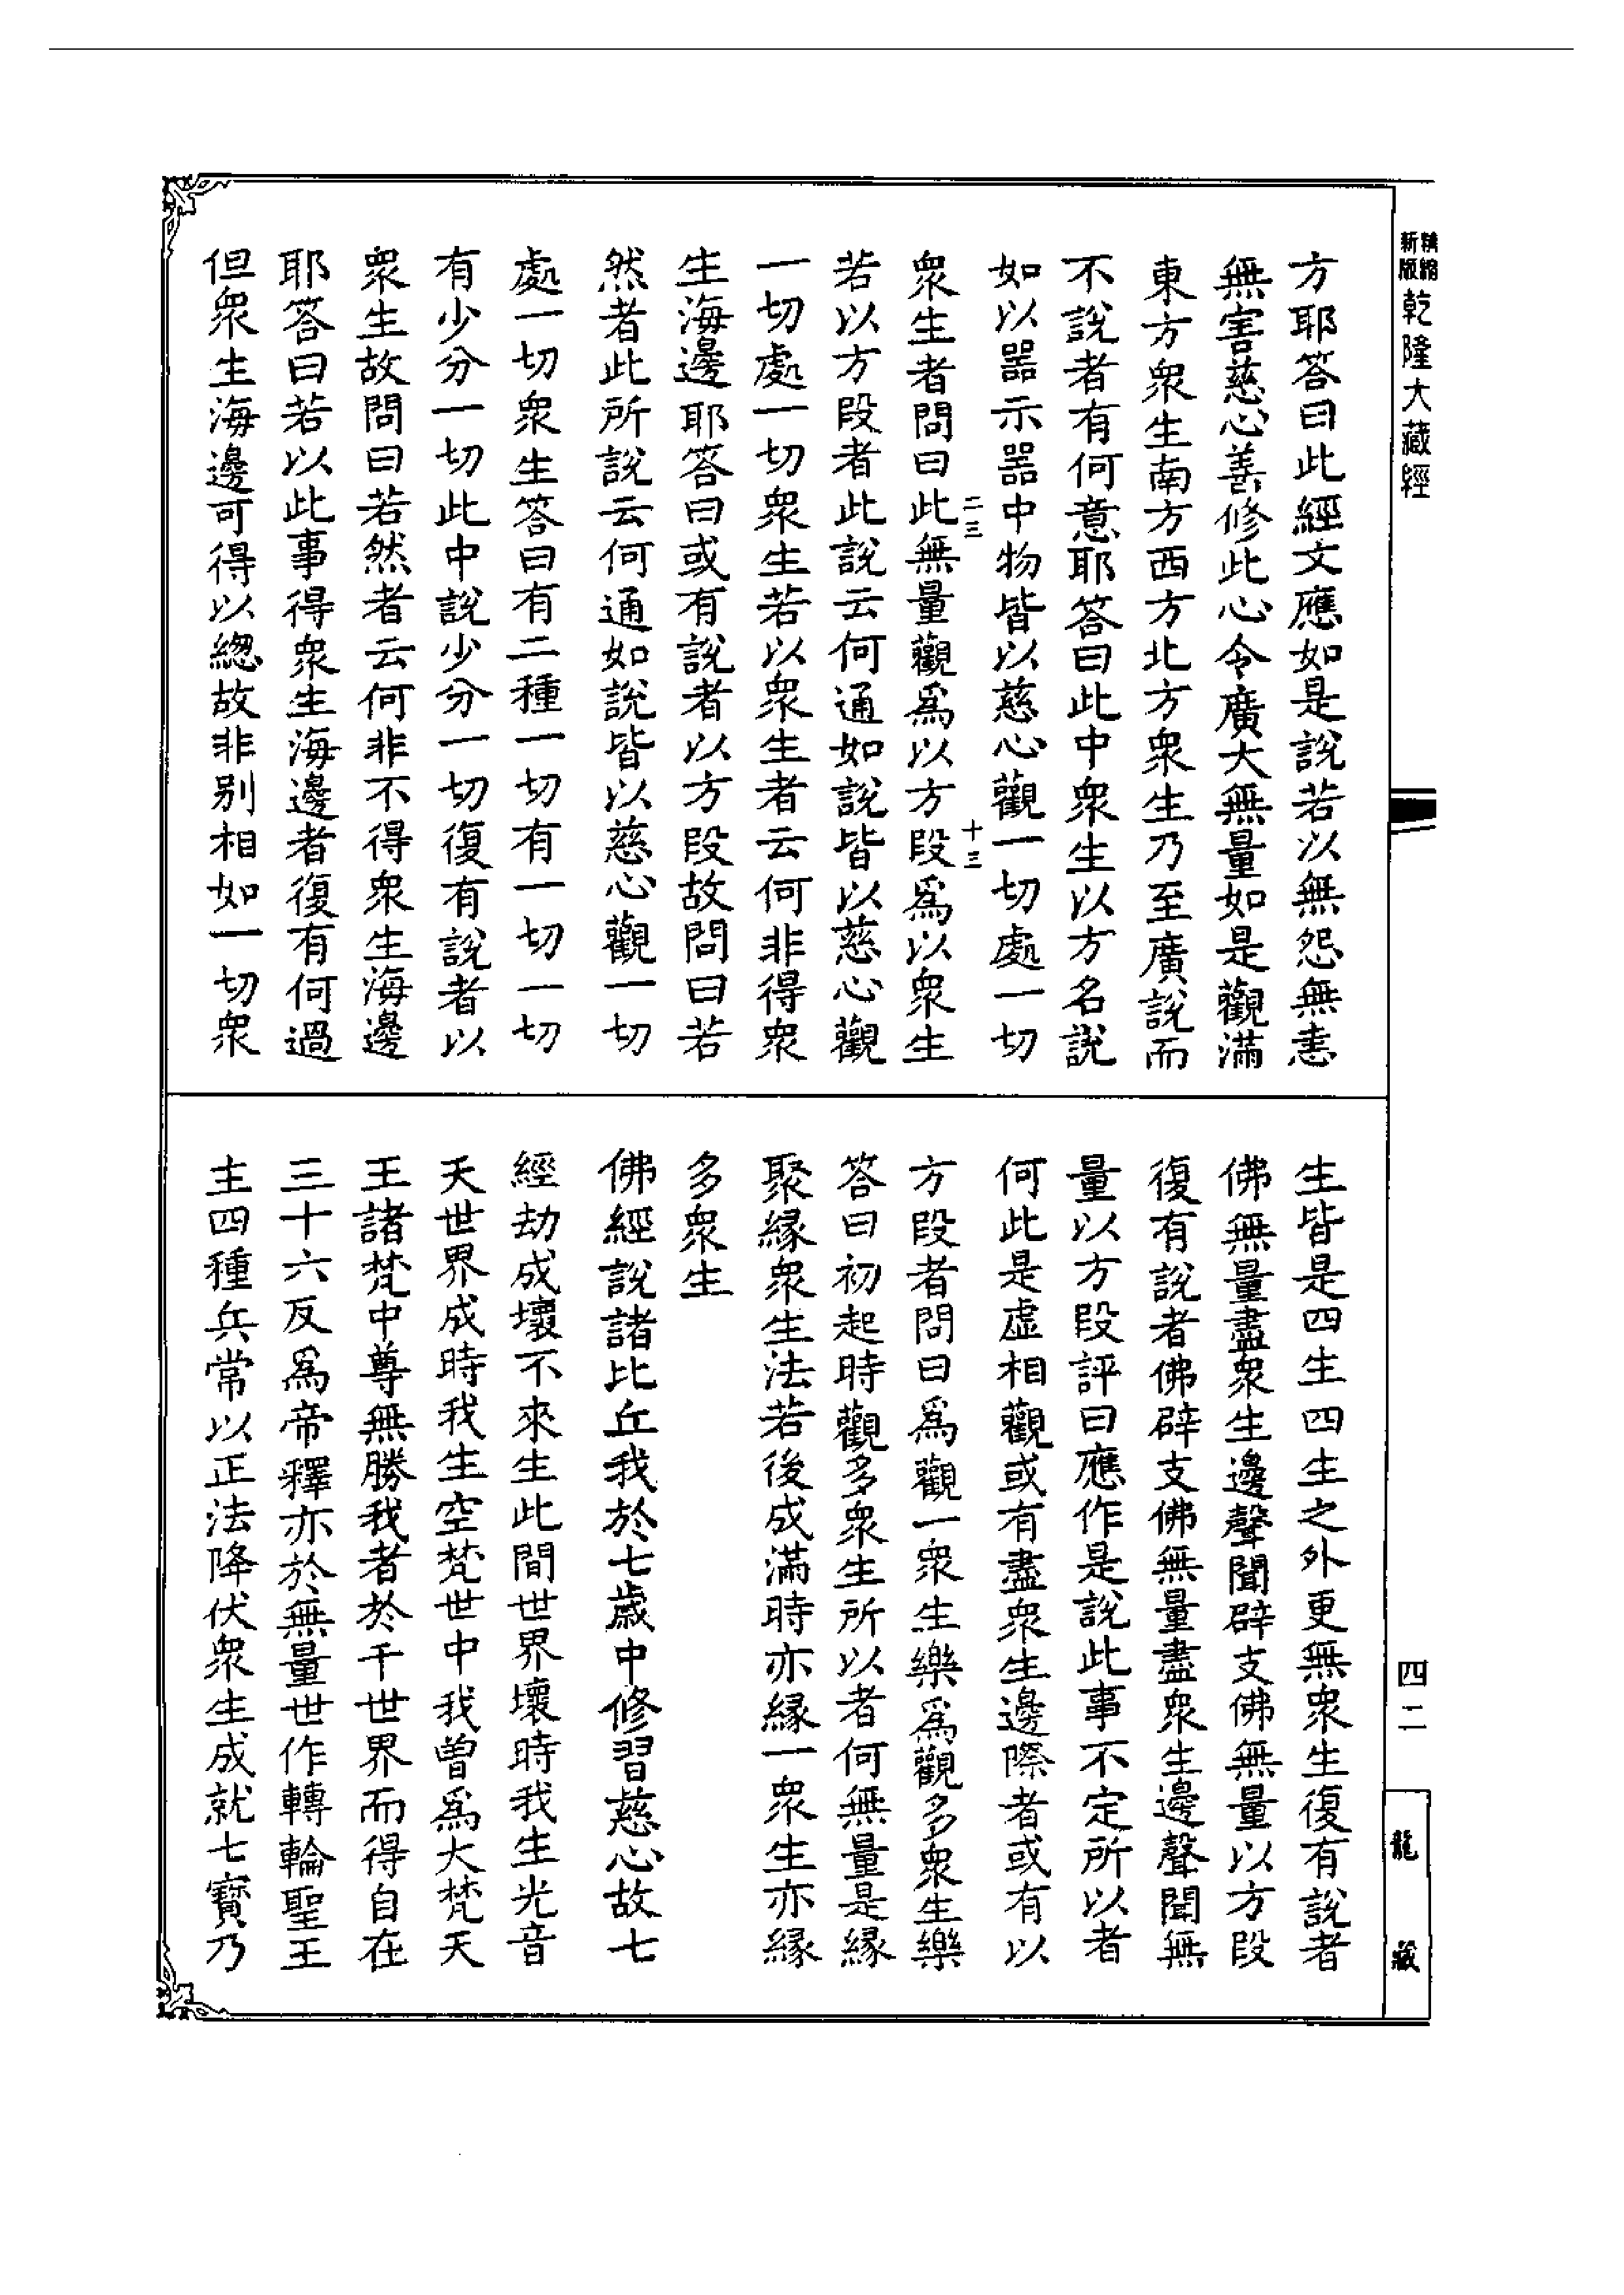 精縮新版乾隆大藏經
方耶答曰此經文應如是說若以無怨無恚
無害慈心善修此心令廣大無量如是觀滿
東方衆生南方西方北方衆生乃至廣說而
不說者有何意耶答曰此中衆生以方名說
如以器示器中物皆以慈心觀一切處一切
二三
十三
衆生者問曰此無量觀爲以方段爲以衆生
若以方段者此說云何通如說皆以慈心觀
一切處一切衆生若以衆生者云何非得衆
生海邊耶答曰或有說者以方段故問曰若
然者此所說云何通如說皆以慈心觀一切
處一切衆生答曰有二種一切有一切一切
有少分一切此中說少分一切復有說者以
衆生故問曰若然者云何非不得衆生海邊
耶答曰若以此事得衆生海邊者復有何過
但衆生海邊可得以總故非別相如一切衆
生皆是四生四生之外更無衆生復有說者
佛無量盡衆生邊聲聞辟支佛無量以方段
復有說者佛辟支佛無量盡衆生邊聲聞無
量以方段評曰應作是說此事不定所以者
何此是虛相觀或有盡衆生邊際者或有以
方段者問曰爲觀一衆生樂爲觀多衆生樂
答曰初起時觀多衆生所以者何無量是緣
聚緣衆生法若後成滿時亦緣一衆生亦緣
多衆生
佛經說諸比丘我於七歲中修習慈心故七
經劫成壞不來生此間世界壞時我生光音
天世界成時我生空梵世中我曾爲大梵天
王諸梵中尊無勝我者於千世界而得自在
三十六反爲帝釋亦於無量世作轉輪聖王
主四種兵常以正法降伏衆生成就七寶乃
四二
龍藏